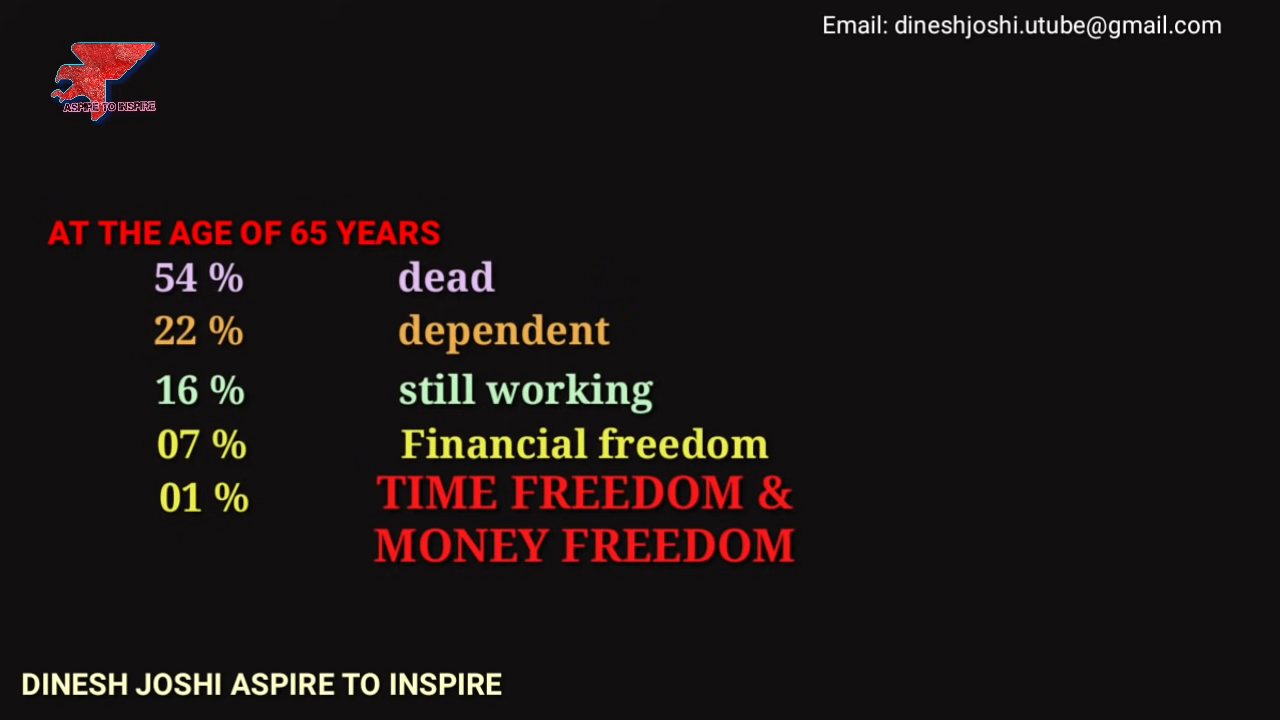 Email: dineshjoshi.utube@gmail.com
ASPIRE TO INSPIRE
AT THE AGE OF 65 YEARS
54 % dead
22 % dependent
16 % still working
07 % Financial freedom
01 % TIME FREEDOM &
MONEY FREEDOM
DINESH JOSHI ASPIRE TO INSPIRE